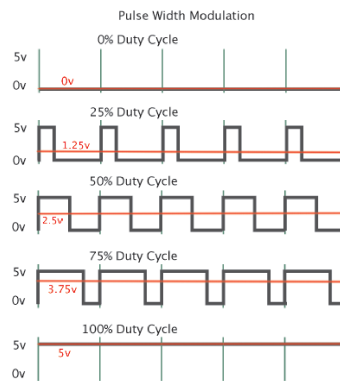 Pulse Width Modulation
0% Duty Cycle
5v
0v
0v
25% Duty Cycle
5v
1.25v
0v
50% Duty Cycle
5v
2.5v
0v
75% Duty Cycle
5v
3.75v
0v
100% Duty Cycle
5v
5v
0v